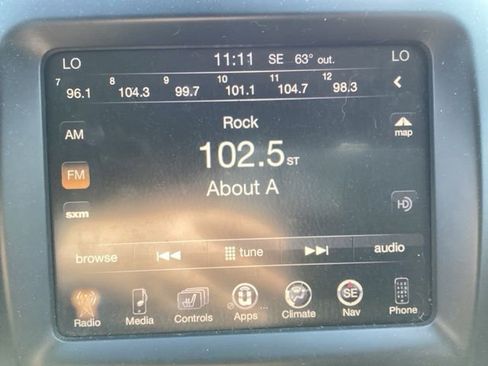 LO 11:11 SE 63° out. LO
7 96.1 8 104.3 9 99.7 10 101.1 11 104.7 12 98.3
AM Rock map
FM 102.5 ST HD
sxm About A
browse tune audio
SE
Radio Media Controls Apps Climate Nav Phone